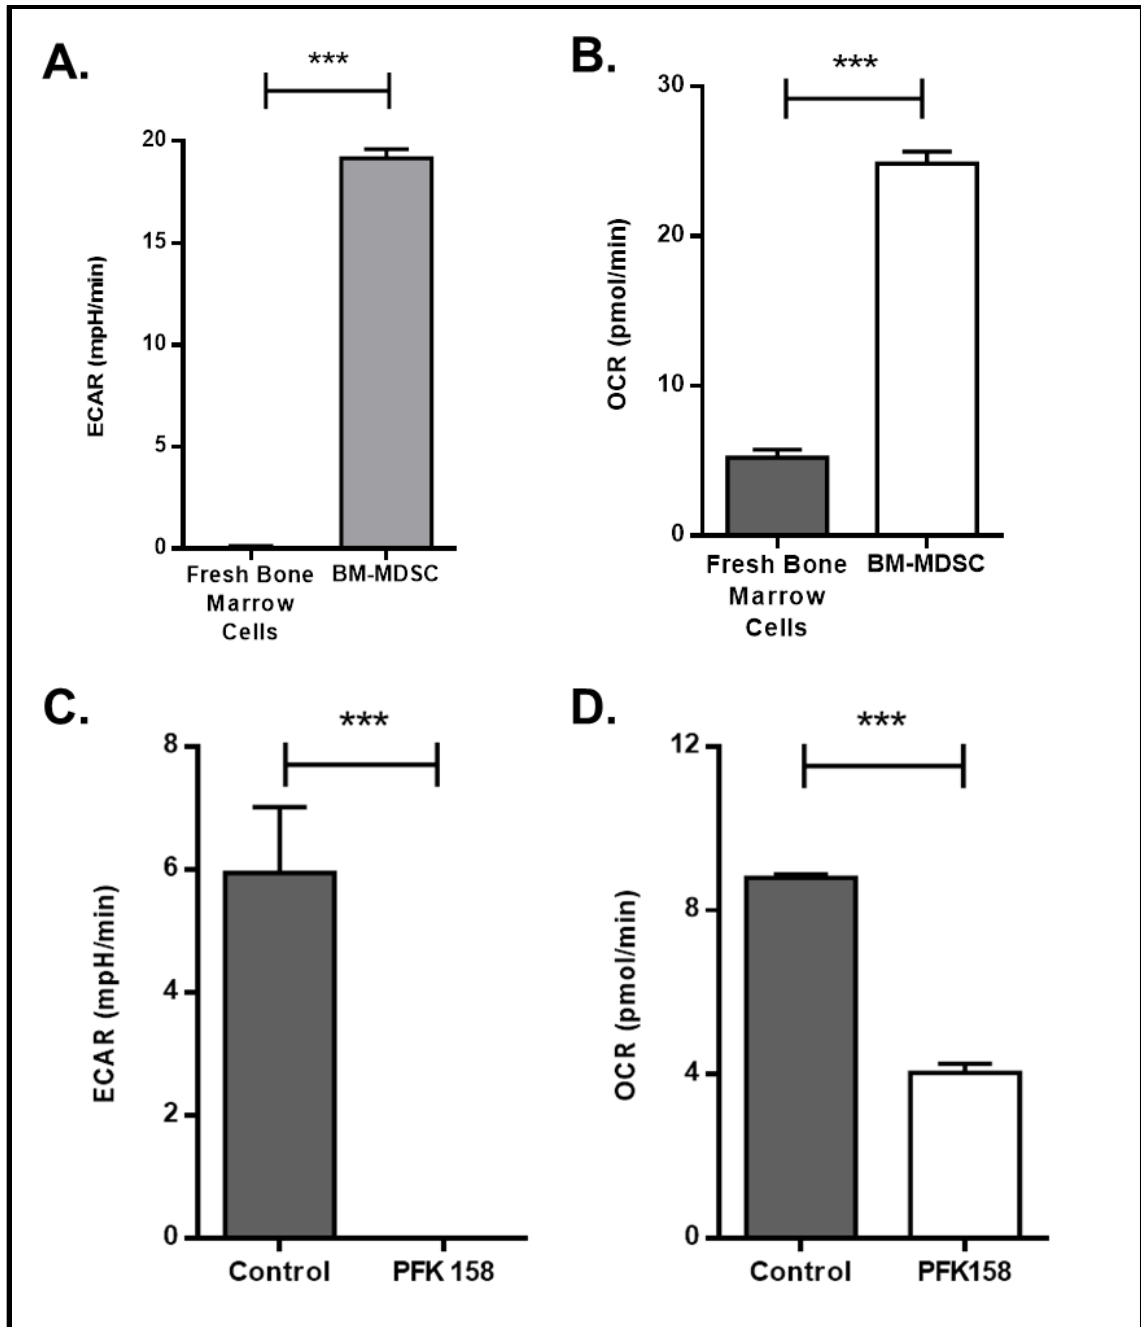 A.
***
20
15
10
5
0
ECAR (mpH/min)
Fresh Bone
Marrow
Cells
BM-MDSC
B.
***
30
20
10
0
OCR (pmol/min)
Fresh Bone
Marrow
Cells
BM-MDSC
C.
***
8
6
4
2
0
ECAR (mpH/min)
Control
PFK 158
D.
***
12
8
4
0
OCR (pmol/min)
Control
PFK158